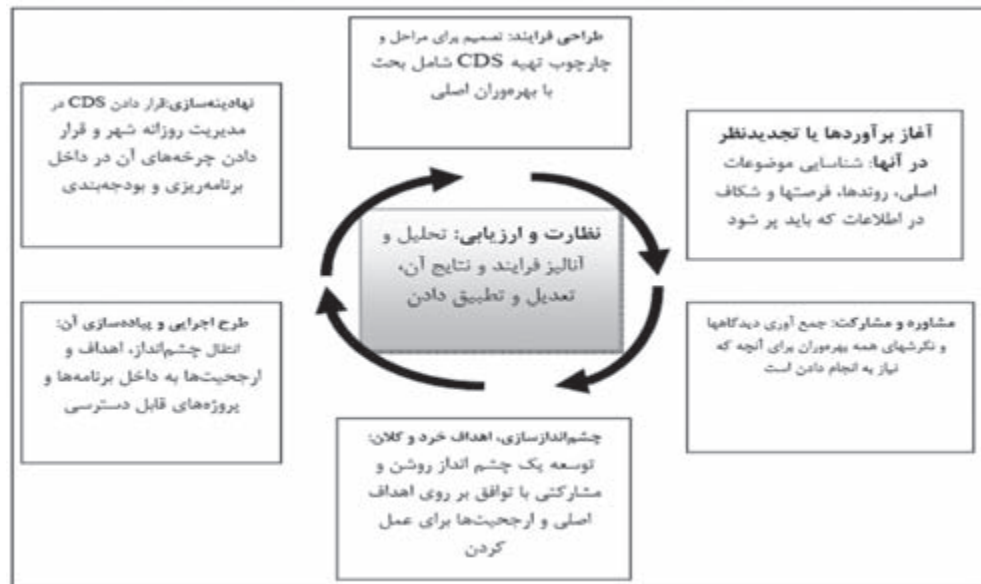 طراحی فرایند: تصمیم برای مراحل و
چارچوب تهیه CDS شامل بحث
با بهره‌وران اصلی
آغاز برآوردها یا تجدیدنظر
در آنها: شناسایی موضوعات
اصلی، روندها، فرصتها و شکاف
در اطلاعات که باید پر شود
مشاوره و مشارکت: جمع آوری دیدگاهها
و نگرشهای همه بهره‌وران برای آنچه که
نیاز به انجام دادن است
چشم‌اندازسازی، اهداف خرد و کلان:
توسعه یک چشم انداز روشن و
مشارکتی با توافق بر روی اهداف
اصلی و ارجحیت‌ها برای عمل
کردن
طرح اجرایی و پیاده‌سازی آن:
انتقال چشم‌انداز، اهداف و
ارجحیت‌ها به داخل برنامه‌ها و
پروژه‌های قابل دسترسی
نهادینه‌سازی:قرار دادن CDS در
مدیریت روزانه شهر و قرار
دادن چرخه‌های آن در داخل
برنامه‌ریزی و بودجه‌بندی
نظارت و ارزیابی: تحلیل و
آنالیز فرایند و نتایج آن،
تعدیل و تطبیق دادن